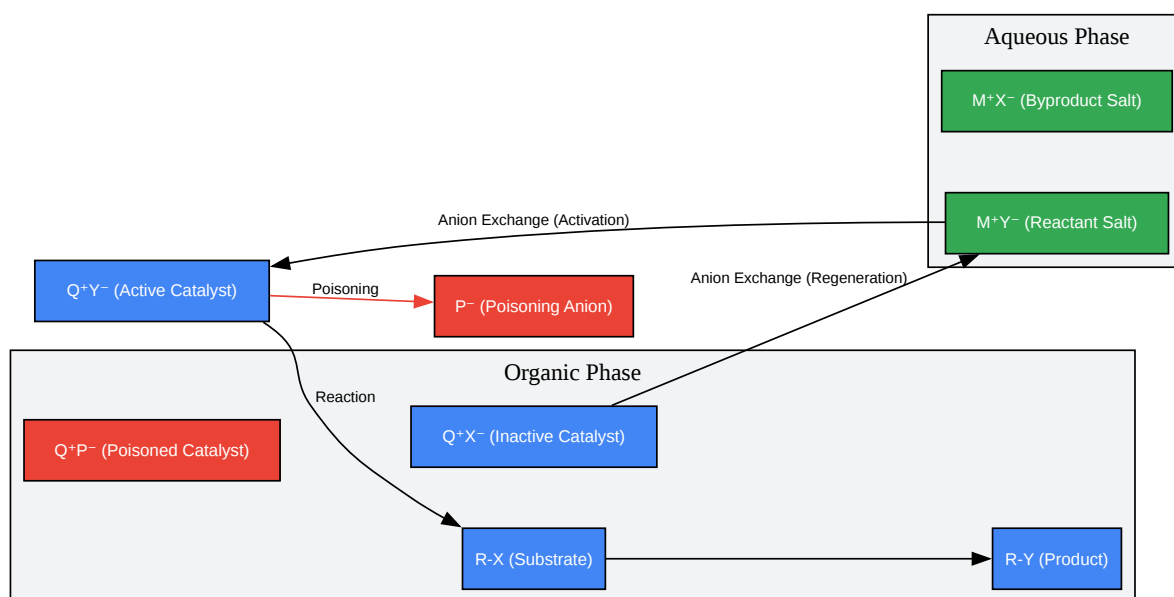 Aqueous Phase
M⁺X⁻ (Byproduct Salt)
M⁺Y⁻ (Reactant Salt)
Anion Exchange (Activation)
Anion Exchange (Regeneration)
Q⁺Y⁻ (Active Catalyst)
Poisoning
P⁻ (Poisoning Anion)
Organic Phase
Reaction
Q⁺X⁻ (Inactive Catalyst)
Q⁺P⁻ (Poisoned Catalyst)
R-X (Substrate)
R-Y (Product)